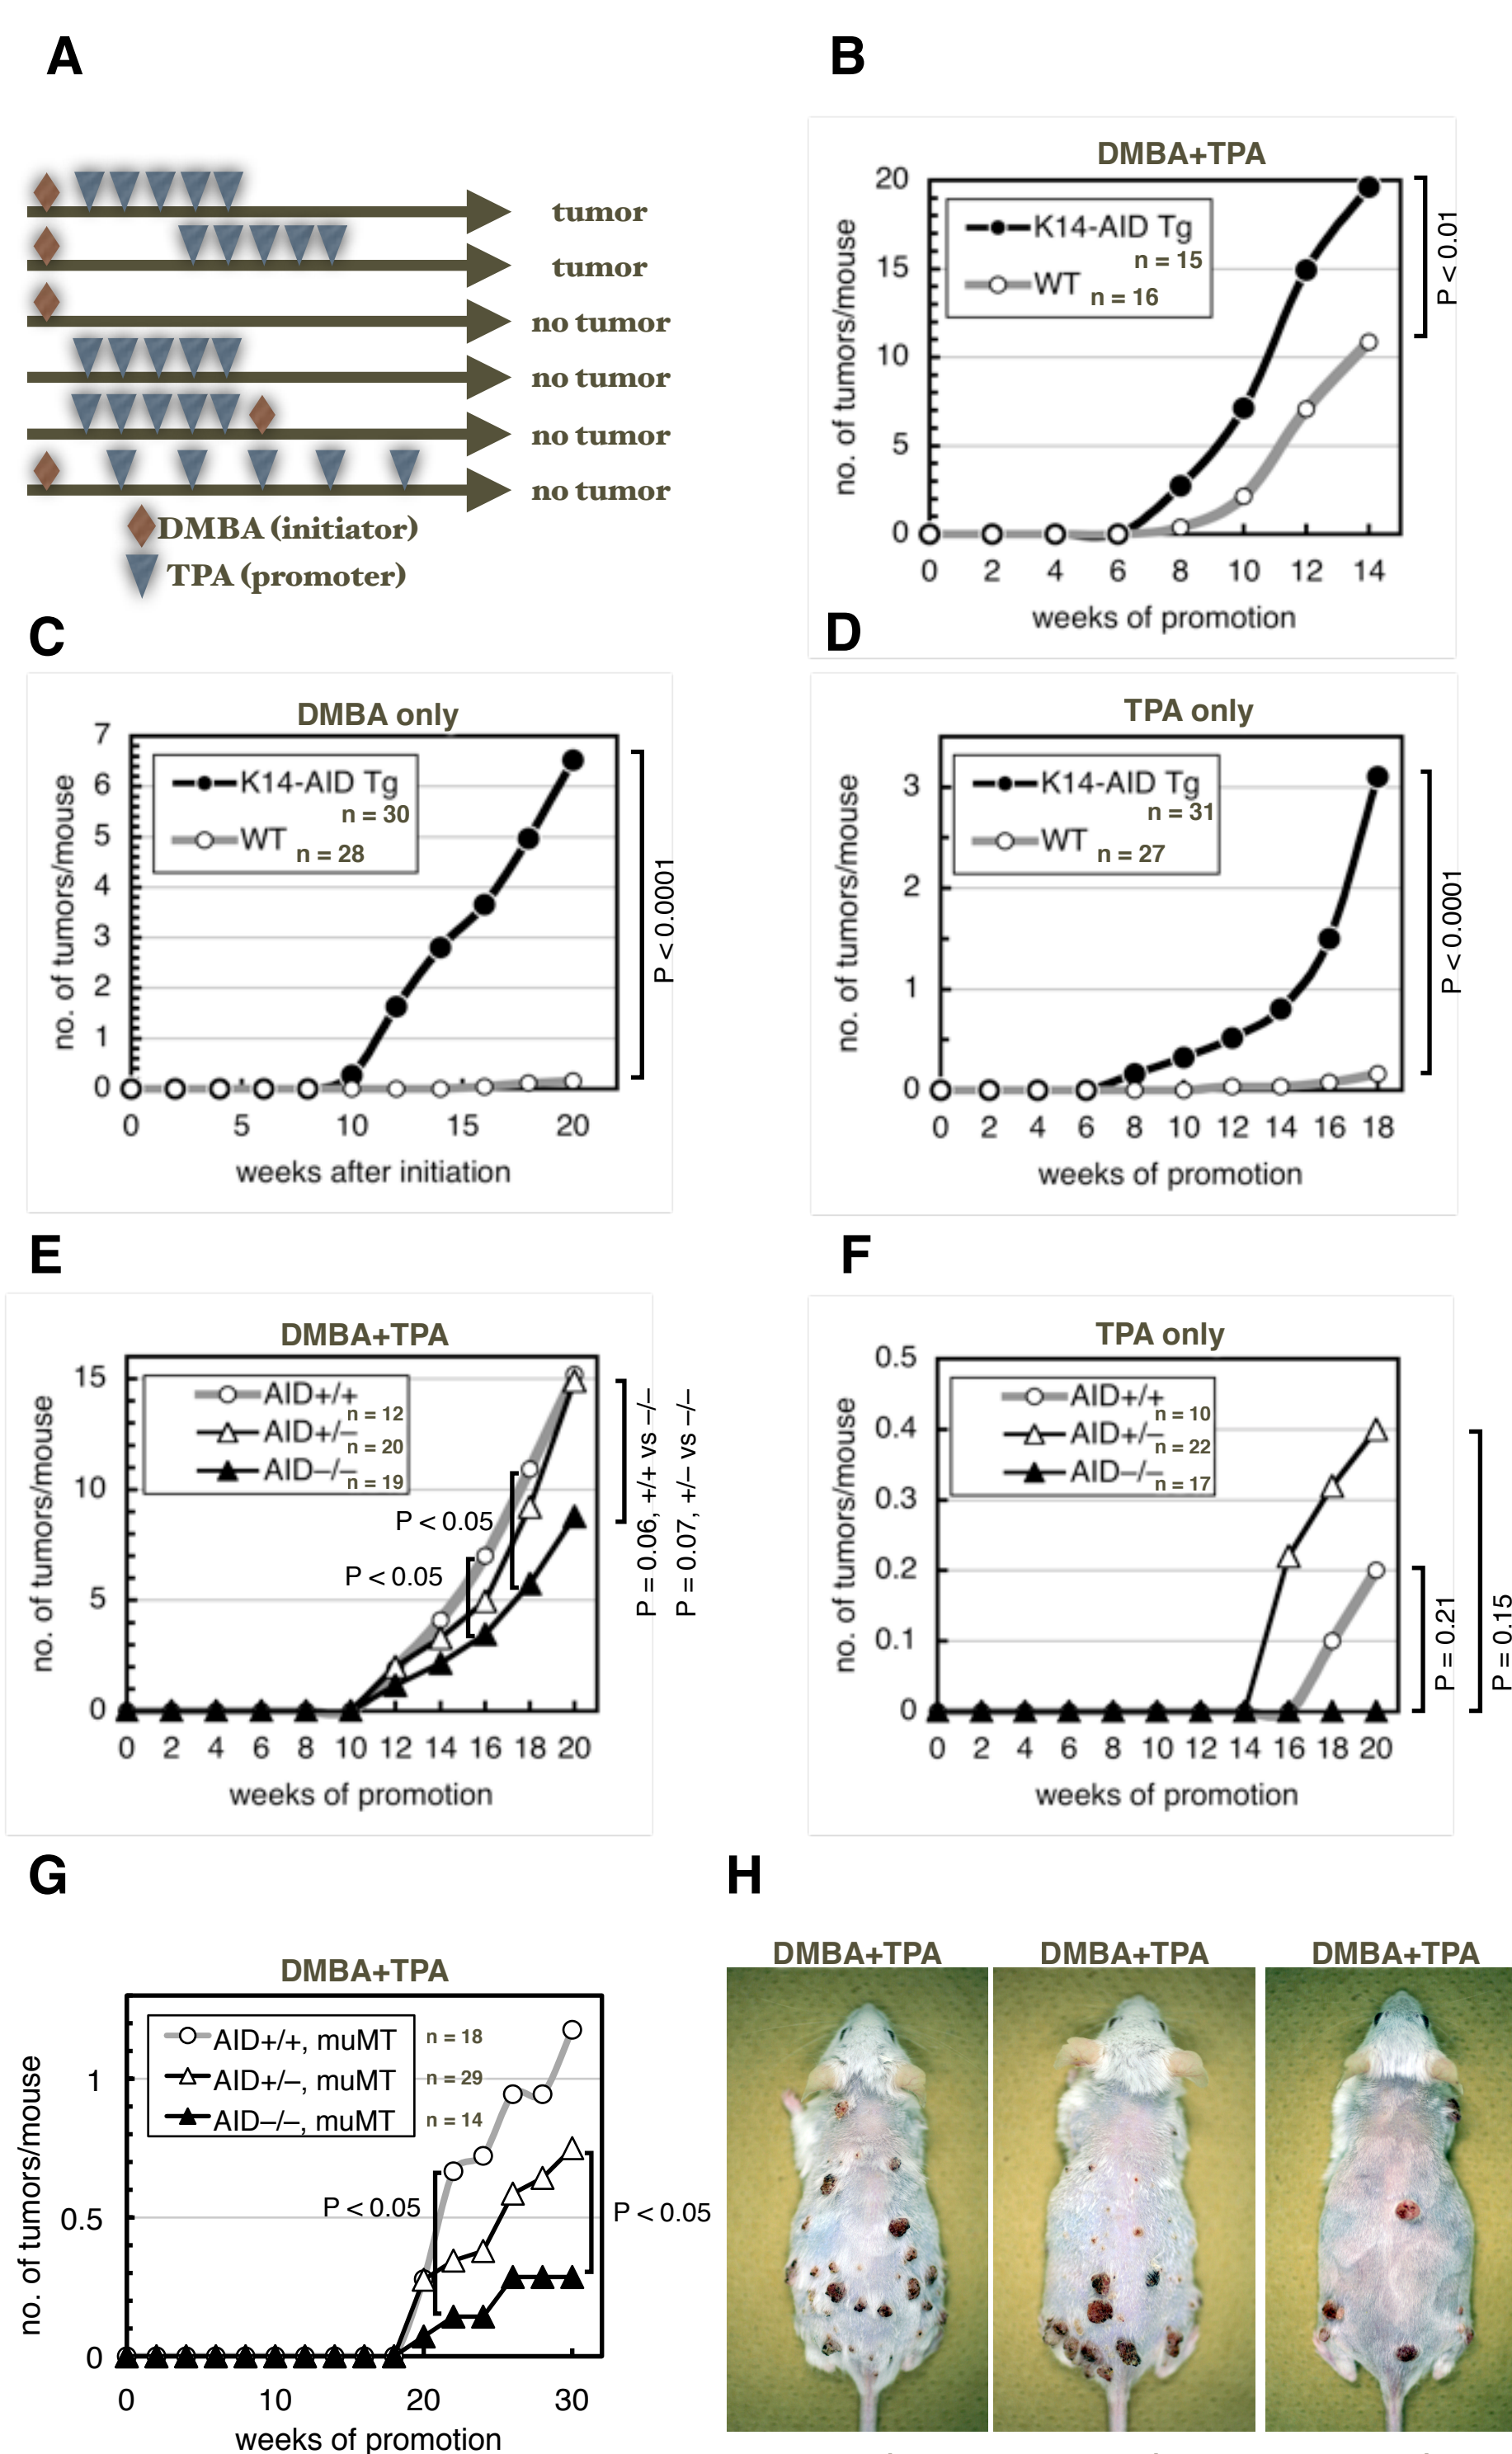 A
tumor
tumor
no tumor
no tumor
no tumor
no tumor
DMBA (initiator)
TPA (promoter)
B
DMBA+TPA
20
15
10
5
0
no. of tumors/mouse
K14-AID Tg
n = 15
WT
n = 16
P < 0.01
0 2 4 6 8 10 12 14
weeks of promotion
C
DMBA only
7
6
5
4
3
2
1
0
no. of tumors/mouse
K14-AID Tg
n = 30
WT
n = 28
P < 0.0001
0 5 10 15 20
weeks after initiation
D
TPA only
3
2
1
0
no. of tumors/mouse
K14-AID Tg
n = 31
WT
n = 27
P < 0.0001
0 2 4 6 8 10 12 14 16 18
weeks of promotion
E
DMBA+TPA
15
10
5
0
no. of tumors/mouse
AID+/+
n = 12
AID+/–
n = 20
AID–/–
n = 19
P < 0.05
P < 0.05
P = 0.06, +/+ vs –/–
P = 0.07, +/– vs –/–
0 2 4 6 8 10 12 14 16 18 20
weeks of promotion
F
TPA only
0.5
0.4
0.3
0.2
0.1
0
no. of tumors/mouse
AID+/+
n = 10
AID+/–
n = 22
AID–/–
n = 17
P = 0.21
P = 0.15
0 2 4 6 8 10 12 14 16 18 20
weeks of promotion
G
DMBA+TPA
1
0.5
0
no. of tumors/mouse
AID+/+, muMT n = 18
AID+/–, muMT n = 29
AID–/–, muMT n = 14
P < 0.05
P < 0.05
0 10 20 30
weeks of promotion
H
DMBA+TPA DMBA+TPA DMBA+TPA